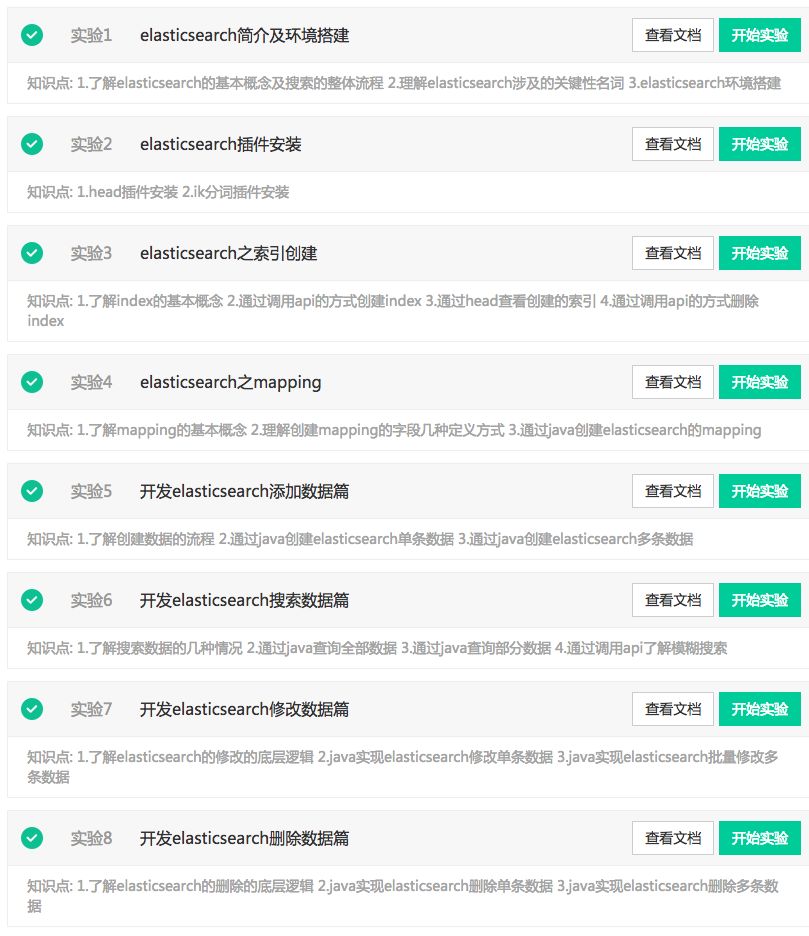 实验1 elasticsearch简介及环境搭建 查看文档 开始实验
知识点: 1.了解elasticsearch的基本概念及搜索的整体流程 2.理解elasticsearch涉及的关键性名词 3.elasticsearch环境搭建
实验2 elasticsearch插件安装 查看文档 开始实验
知识点: 1.head插件安装 2.ik分词插件安装
实验3 elasticsearch之索引创建 查看文档 开始实验
知识点: 1.了解index的基本概念 2.通过调用api的方式创建index 3.通过head查看创建的索引 4.通过调用api的方式删除
index
实验4 elasticsearch之mapping 查看文档 开始实验
知识点: 1.了解mapping的基本概念 2.理解创建mapping的字段几种定义方式 3.通过java创建elasticsearch的mapping
实验5 开发elasticsearch添加数据篇 查看文档 开始实验
知识点: 1.了解创建数据的流程 2.通过java创建elasticsearch单条数据 3.通过java创建elasticsearch多条数据
实验6 开发elasticsearch搜索数据篇 查看文档 开始实验
知识点: 1.了解搜索数据的几种情况 2.通过java查询全部数据 3.通过java查询部分数据 4.通过调用api了解模糊搜索
实验7 开发elasticsearch修改数据篇 查看文档 开始实验
知识点: 1.了解elasticsearch的修改的底层逻辑 2.java实现elasticsearch修改单条数据 3.java实现elasticsearch批量修改多
条数据
实验8 开发elasticsearch删除数据篇 查看文档 开始实验
知识点: 1.了解elasticsearch的删除的底层逻辑 2.java实现elasticsearch删除单条数据 3.java实现elasticsearch删除多条数
据